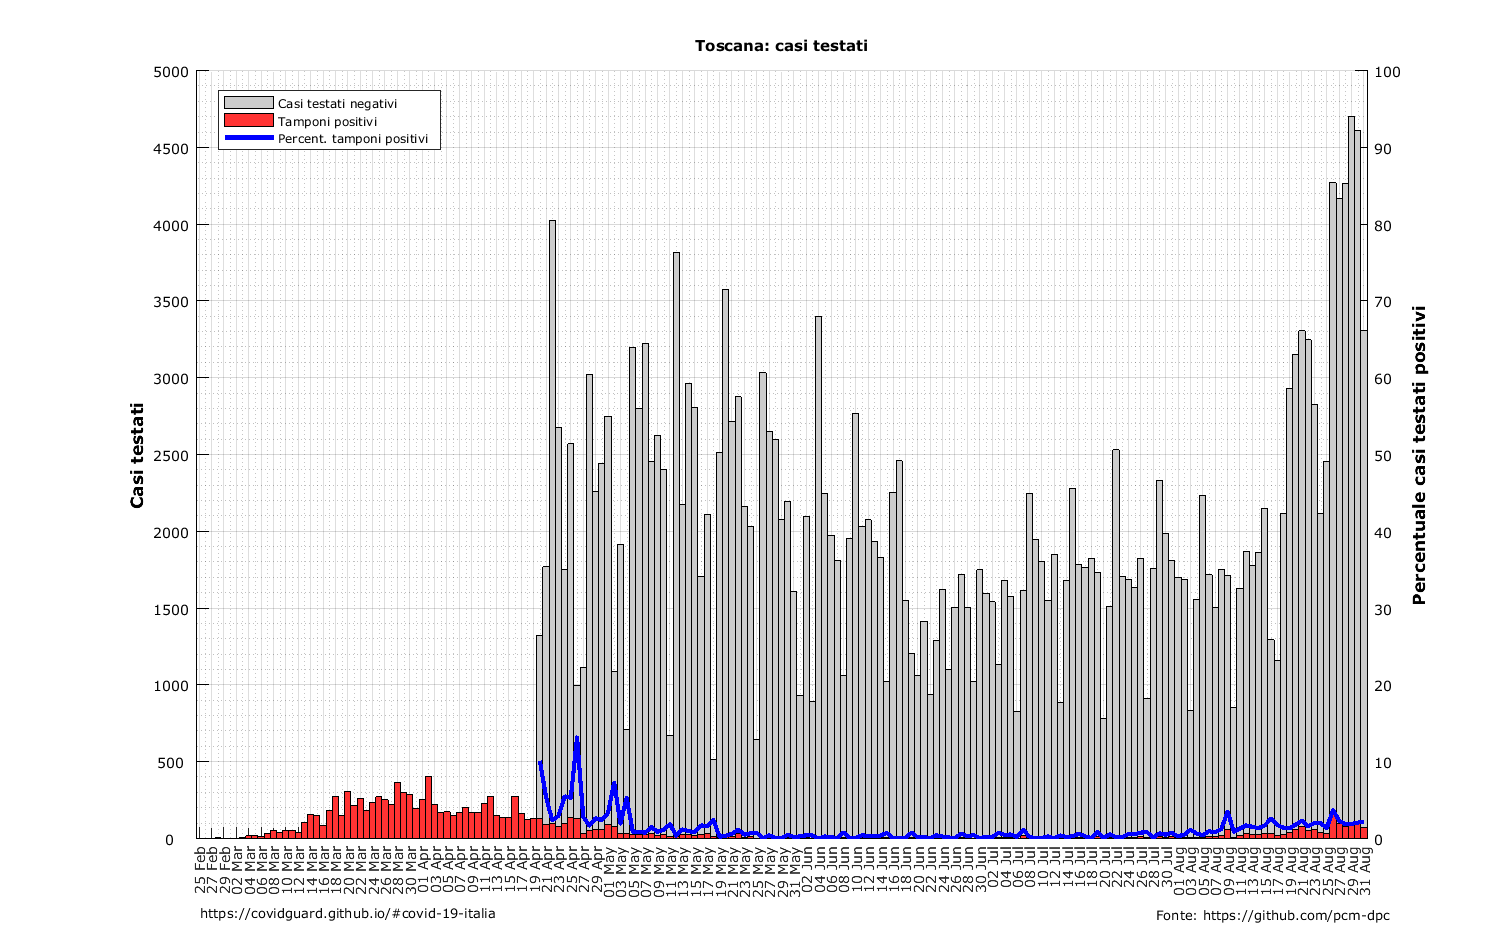 Toscana: casi testati
Casi testati negativi
Tamponi positivi
Percent. tamponi positivi
Casi testati
5000
4500
4000
3500
3000
2500
2000
1500
1000
500
0
Percentuale casi testati positivi
100
90
80
70
60
50
40
30
20
10
0
25 Feb
27 Feb
29 Feb
02 Mar
04 Mar
06 Mar
08 Mar
10 Mar
12 Mar
14 Mar
16 Mar
18 Mar
20 Mar
22 Mar
24 Mar
26 Mar
28 Mar
30 Mar
01 Apr
03 Apr
05 Apr
07 Apr
09 Apr
11 Apr
13 Apr
15 Apr
17 Apr
19 Apr
21 Apr
23 Apr
25 Apr
27 Apr
29 Apr
01 May
03 May
05 May
07 May
09 May
11 May
13 May
15 May
17 May
19 May
21 May
23 May
25 May
27 May
29 May
31 May
02 Jun
04 Jun
06 Jun
08 Jun
10 Jun
12 Jun
14 Jun
16 Jun
18 Jun
20 Jun
22 Jun
24 Jun
26 Jun
28 Jun
30 Jun
02 Jul
04 Jul
06 Jul
08 Jul
10 Jul
12 Jul
14 Jul
16 Jul
18 Jul
20 Jul
22 Jul
24 Jul
26 Jul
28 Jul
30 Jul
01 Aug
03 Aug
05 Aug
07 Aug
09 Aug
11 Aug
13 Aug
15 Aug
17 Aug
19 Aug
21 Aug
23 Aug
25 Aug
27 Aug
29 Aug
31 Aug
https://covidguard.github.io/#covid-19-italia
Fonte: https://github.com/pcm-dpc